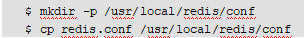 $ mkdir -p /usr/local/redis/conf
$ cp redis.conf /usr/local/redis/conf